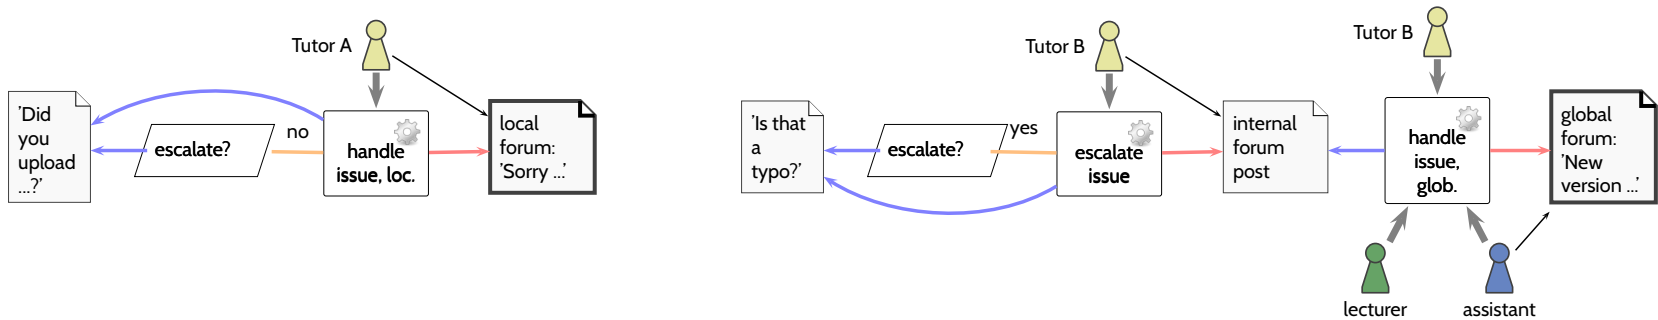 Tutor A
'Did
you
upload
...?'
escalate?
no
handle
issue, loc.
local
forum:
'Sorry ...'
Tutor B
'Is that
a
typo?'
escalate?
yes
escalate
issue
internal
forum
post
Tutor B
handle
issue,
glob.
global
forum:
'New
version ...'
lecturer
assistant